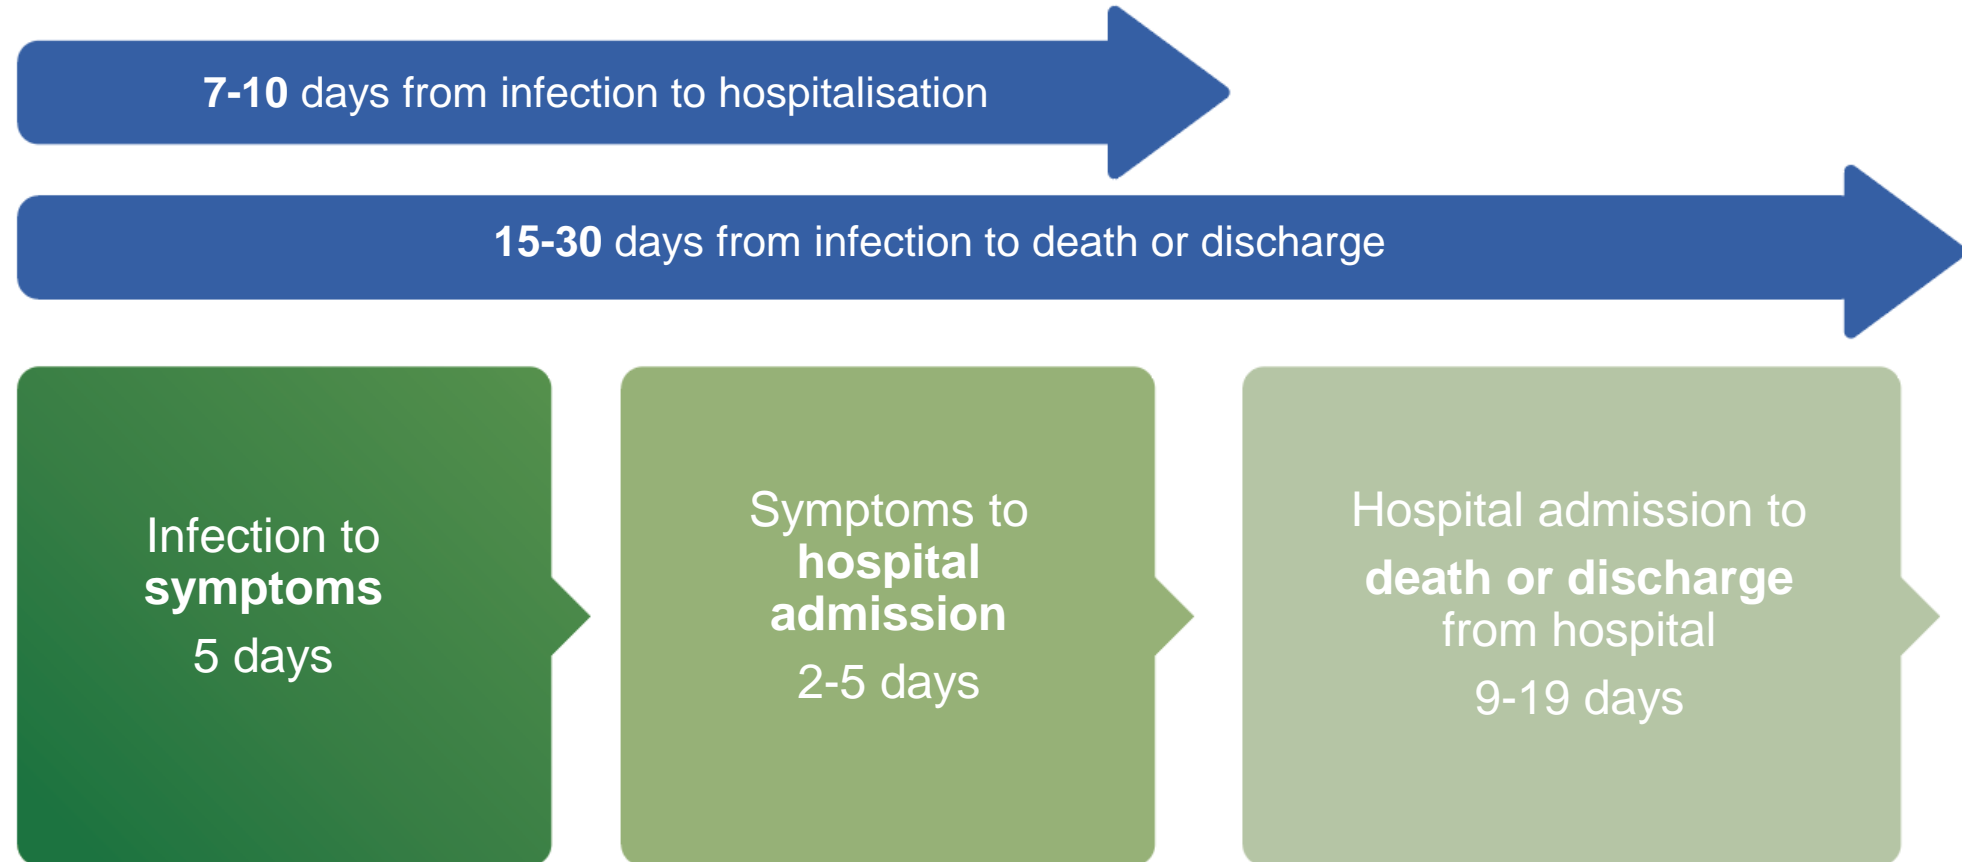 7-10 days from infection to hospitalisation
15-30 days from infection to death or discharge
Infection to
symptoms
5 days
Symptoms to
hospital
admission
2-5 days
Hospital admission to
death or discharge
from hospital
9-19 days